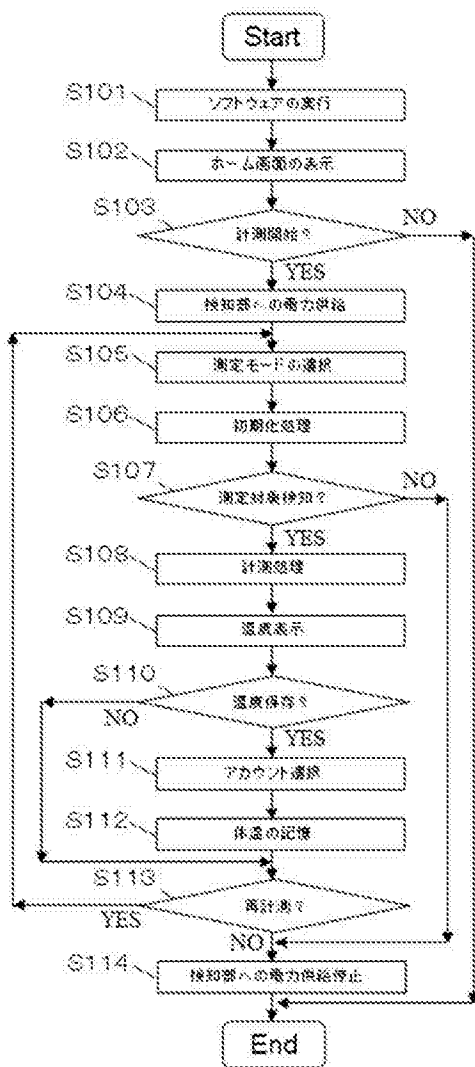 Start
S101
ソフトウェアの実行
S102
ホーム画面の表示
S103
計測開始?
NO
YES
S104
検知部への電力供給
S105
測定モードの選択
S106
初期化処理
S107
測定対象検知?
NO
YES
S108
計測処理
S109
温度表示
S110
温度保存?
NO
YES
S111
アカウント選択
S112
体温の記憶
S113
再計測?
YES
NO
S114
検知部への電力供給停止
End